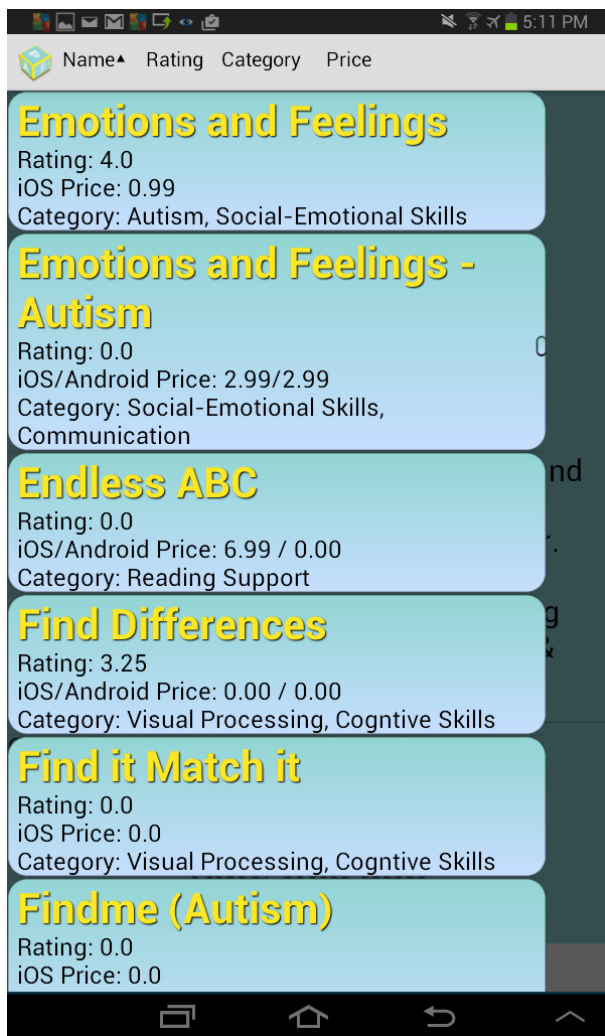 5:11 PM
Name▲ Rating Category Price
Emotions and Feelings
Rating: 4.0
iOS Price: 0.99
Category: Autism, Social-Emotional Skills
Emotions and Feelings -
Autism
Rating: 0.0
iOS/Android Price: 2.99/2.99
Category: Social-Emotional Skills,
Communication
nd
Endless ABC
Rating: 0.0
iOS/Android Price: 6.99 / 0.00
Category: Reading Support
g
&
Find Differences
Rating: 3.25
iOS/Android Price: 0.00 / 0.00
Category: Visual Processing, Cogntive Skills
Find it Match it
Rating: 0.0
iOS Price: 0.0
Category: Visual Processing, Cogntive Skills
Findme (Autism)
Rating: 0.0
iOS Price: 0.0